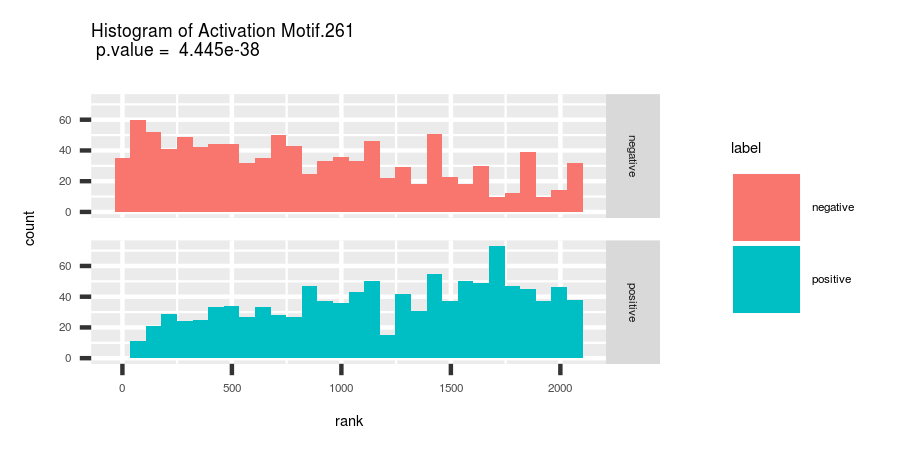 Histogram of Activation Motif.261
p.value = 4.445e-38
count
60
40
20
0
negative
60
40
20
0
positive
0 500 1000 1500 2000
rank
label
negative
positive